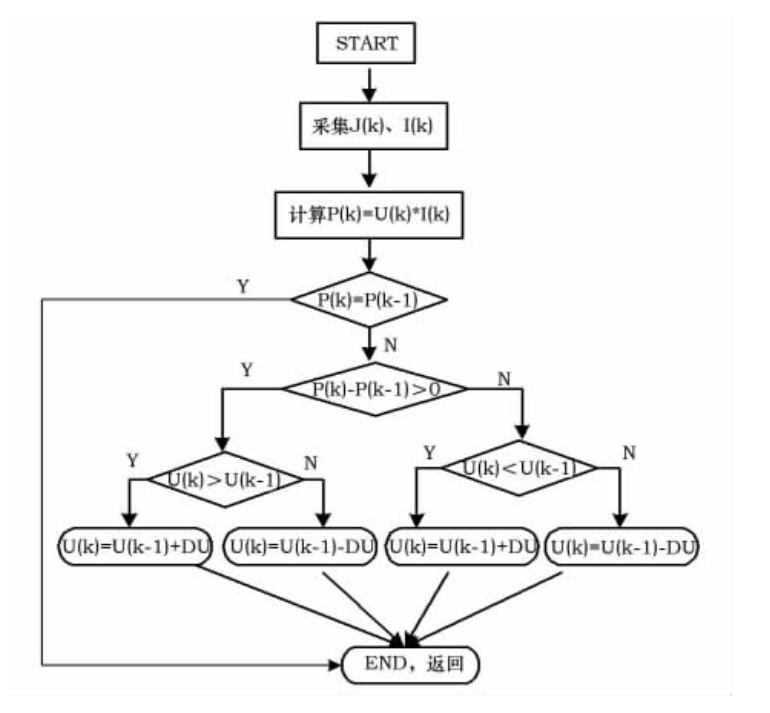 START
采集J(k)、I(k)
计算P(k)=U(k)*I(k)
Y
P(k)=P(k-1)
N
Y
P(k)-P(k-1)>0
N
Y
U(k)>U(k-1)
N
Y
U(k)<U(k-1)
N
U(k)=U(k-1)+DU
U(k)=U(k-1)-DU
U(k)=U(k-1)+DU
U(k)=U(k-1)-DU
END，返回